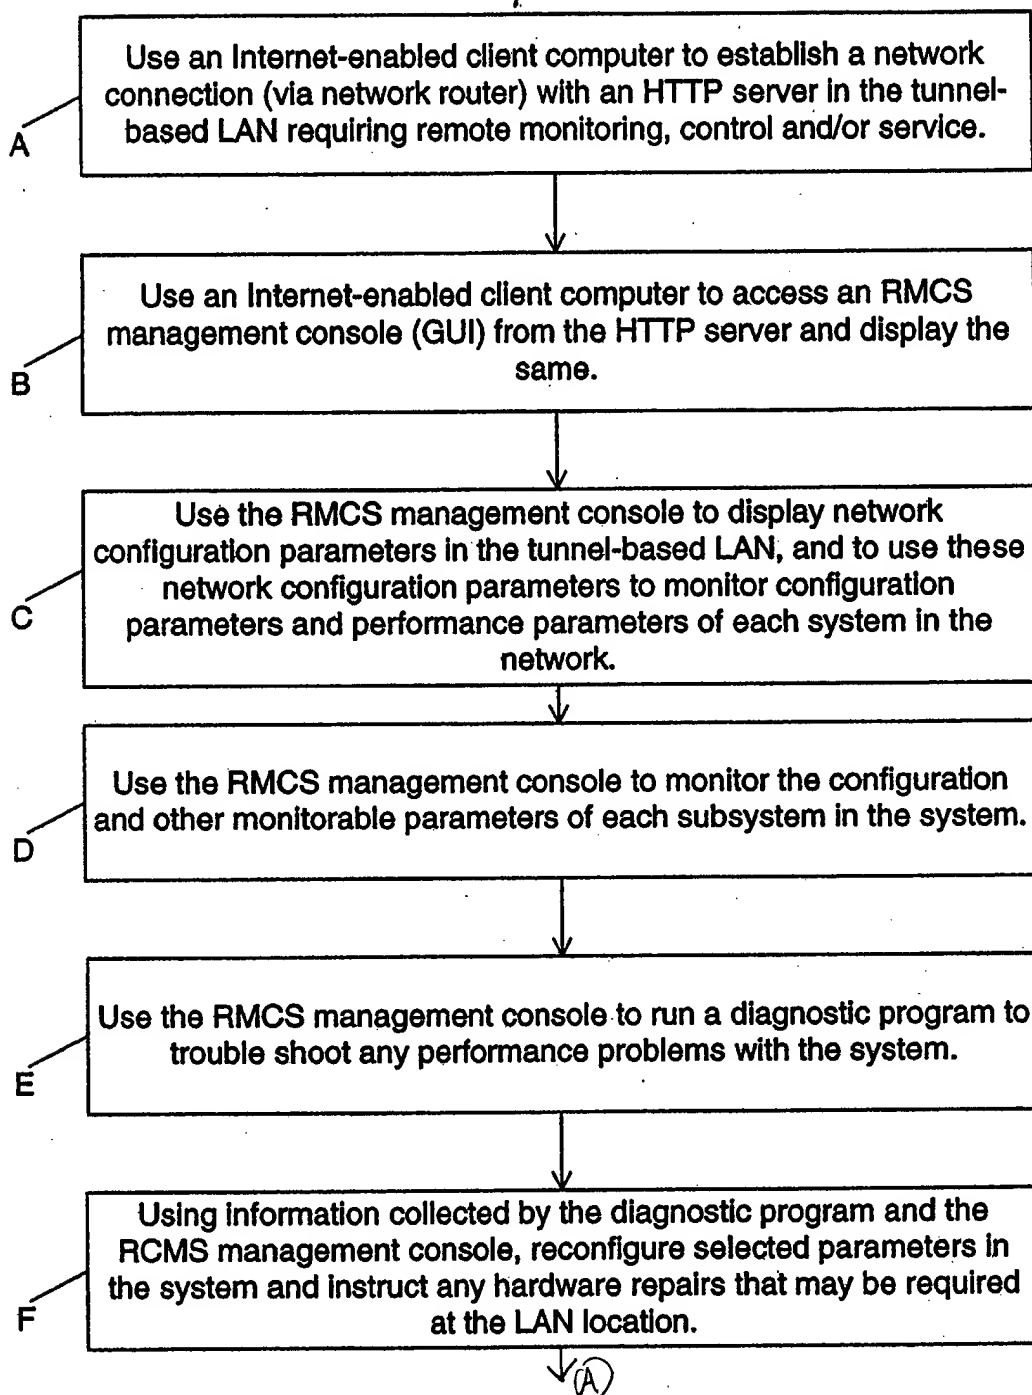 Use an Internet-enabled client computer to establish a network
connection (via network router) with an HTTP server in the tunnel-
based LAN requiring remote monitoring, control and/or service.
A
Use an Internet-enabled client computer to access an RMCS
management console (GUI) from the HTTP server and display the
same.
B
Use the RMCS management console to display network
configuration parameters in the tunnel-based LAN, and to use these
network configuration parameters to monitor configuration
parameters and performance parameters of each system in the
network.
C
Use the RMCS management console to monitor the configuration
and other monitorable parameters of each subsystem in the system.
D
Use the RMCS management console to run a diagnostic program to
trouble shoot any performance problems with the system.
E
Using information collected by the diagnostic program and the
RCMS management console, reconfigure selected parameters in
the system and instruct any hardware repairs that may be required
at the LAN location.
F
A